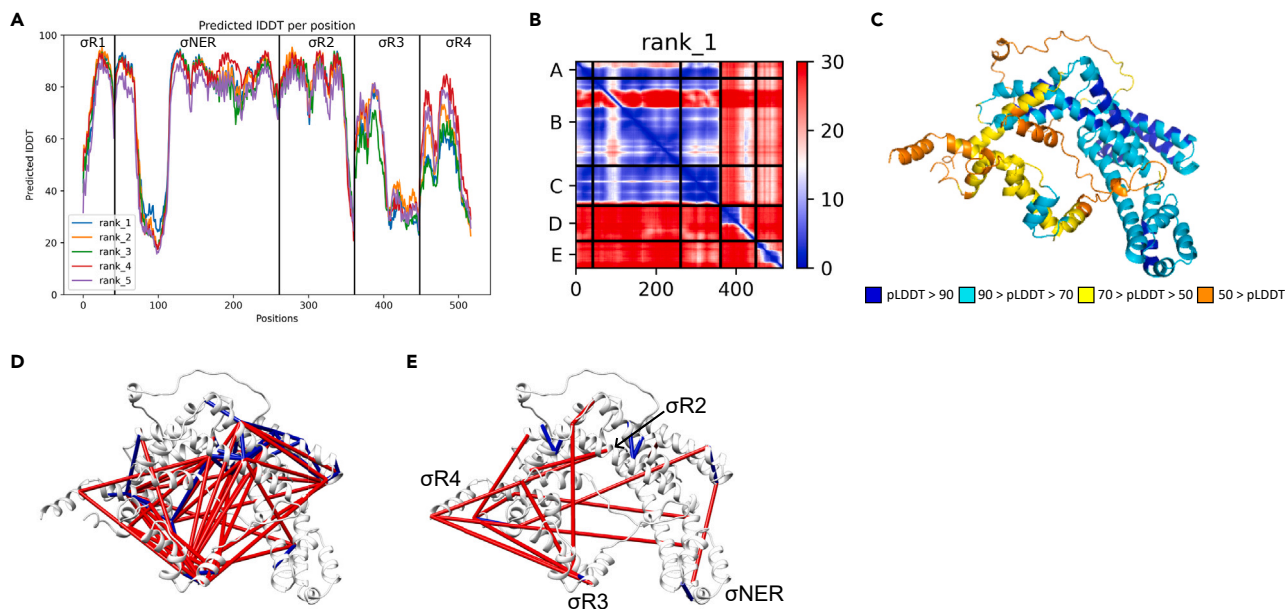 A
Predicted lDDT per position
σR1 σNER σR2 σR3 σR4
100
80
60
40
20
0
Predicted lDDT
rank_1
rank_2
rank_3
rank_4
rank_5
0 100 200 300 400 500
Positions
B
rank_1
A
B
C
D
E
0 200 400
30
20
10
0
C
pLDDT > 90 90 > pLDDT > 70 70 > pLDDT > 50 50 > pLDDT
D
E
σR2
σR4
σR3
σNER